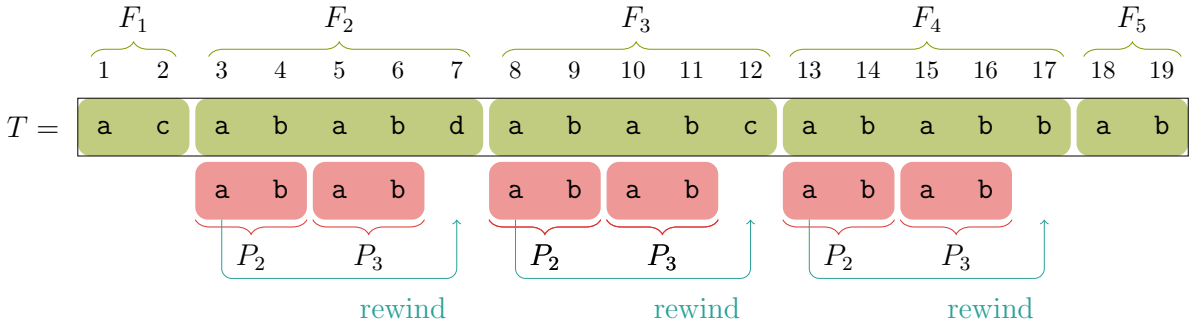 F₁ F₂ F₃ F₄ F₅
1 2 3 4 5 6 7 8 9 10 11 12 13 14 15 16 17 18 19
T = a c a b a b d a b a b c a b a b b a b
a b a b a b a b a b a b
P₂ P₃ P₂ P₃ P₂ P₃
rewind rewind rewind